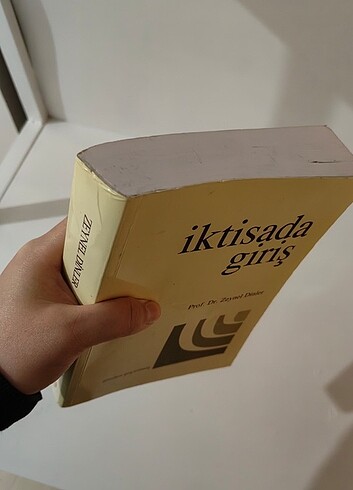 iktisada
giriş
Prof. Dr. Zeynel Dinler
ZEYNEL DİNLER